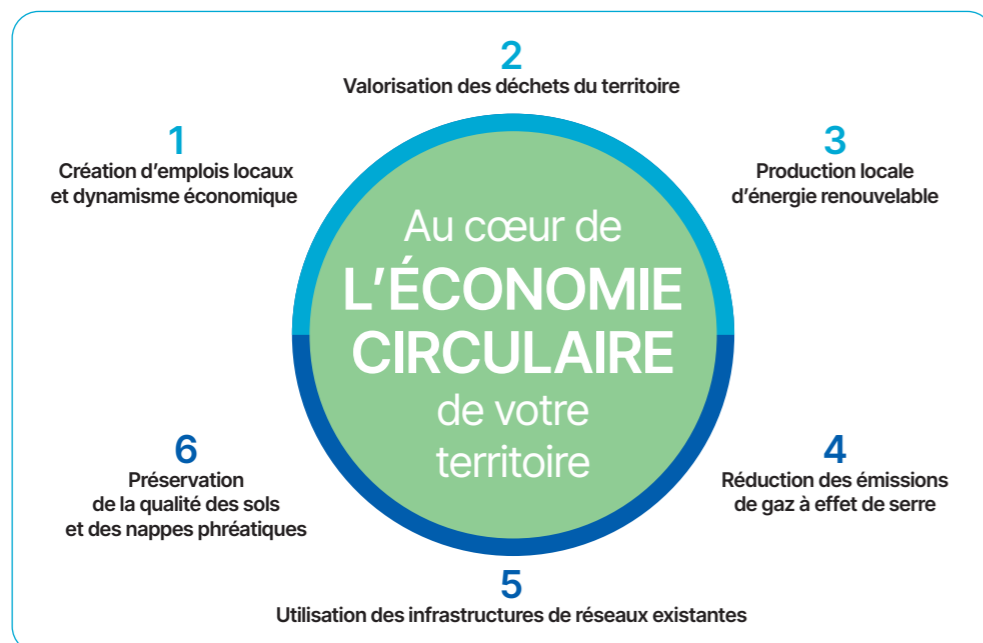 1
Création d’emplois locaux
et dynamisme économique
2
Valorisation des déchets du territoire
3
Production locale
d’énergie renouvelable
Au cœur de
L’ÉCONOMIE
CIRCULAIRE
de votre
territoire
4
Réduction des émissions
de gaz à effet de serre
5
Utilisation des infrastructures de réseaux existantes
6
Préservation
de la qualité des sols
et des nappes phréatiques